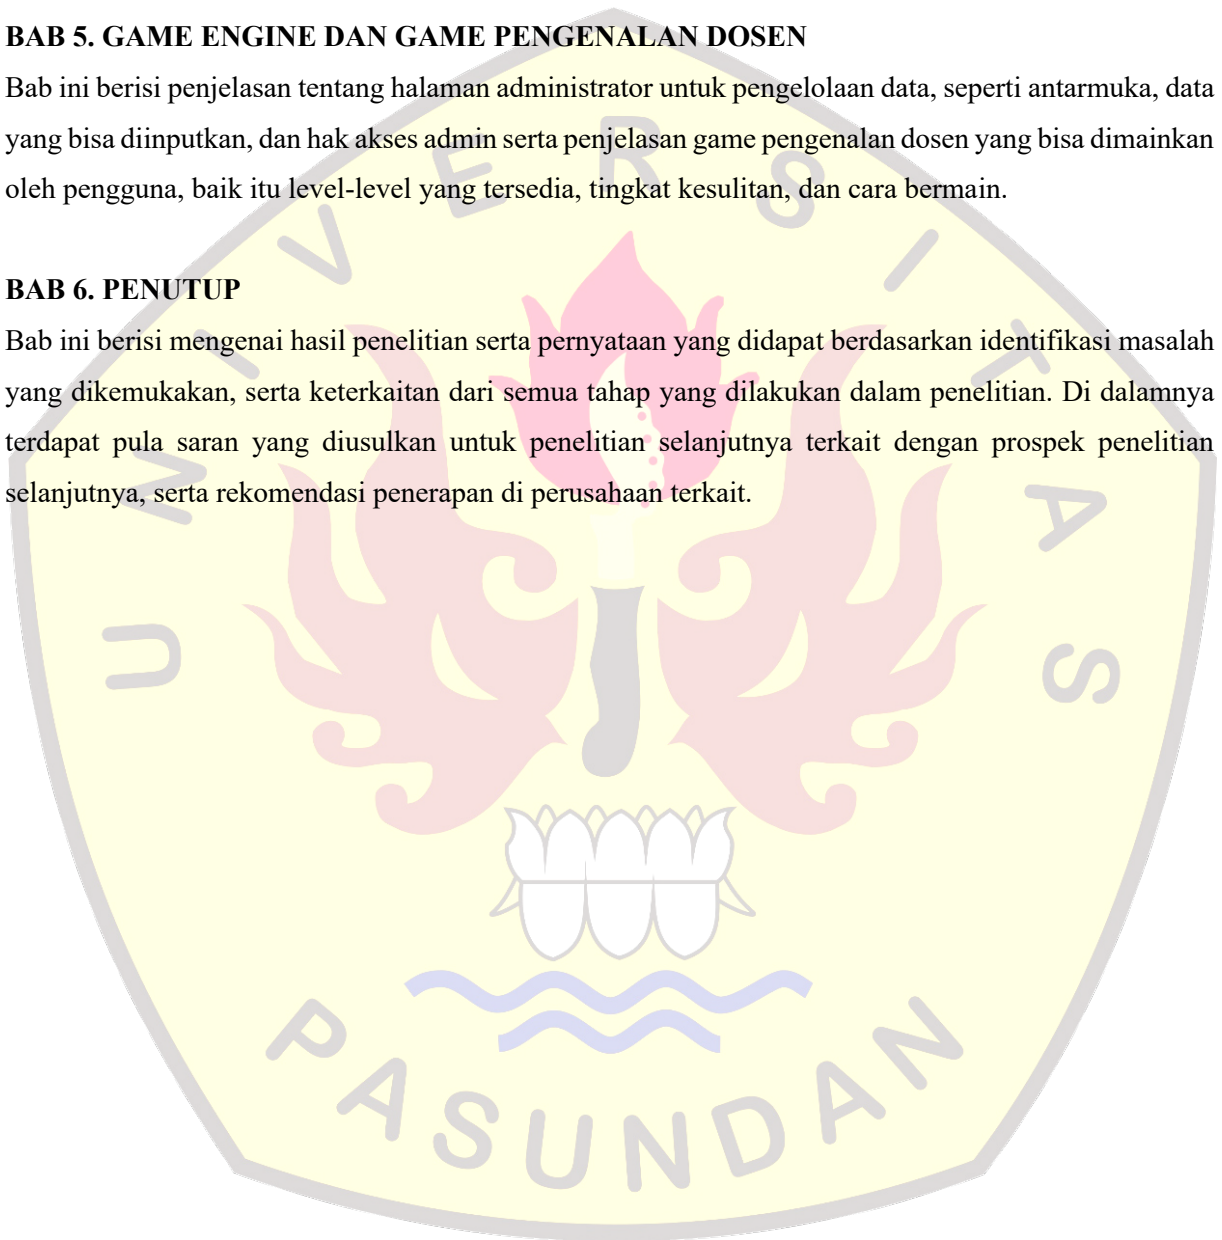 BAB 5. GAME ENGINE DAN GAME PENGENALAN DOSEN
Bab ini berisi penjelasan tentang halaman administrator untuk pengelolaan data, seperti antarmuka, data
yang bisa diinputkan, dan hak akses admin serta penjelasan game pengenalan dosen yang bisa dimainkan
oleh pengguna, baik itu level-level yang tersedia, tingkat kesulitan, dan cara bermain.
BAB 6. PENUTUP
Bab ini berisi mengenai hasil penelitian serta pernyataan yang didapat berdasarkan identifikasi masalah
yang dikemukakan, serta keterkaitan dari semua tahap yang dilakukan dalam penelitian. Di dalamnya
terdapat pula saran yang diusulkan untuk penelitian selanjutnya terkait dengan prospek penelitian
selanjutnya, serta rekomendasi penerapan di perusahaan terkait.
UNIVERSITAS
PASUNDAN